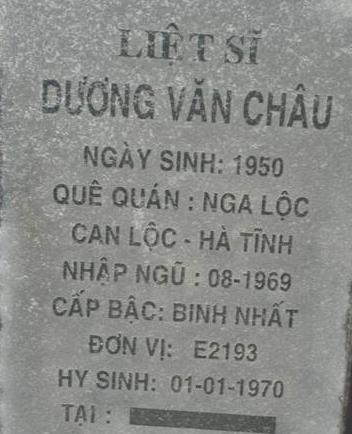 LIỆT SĨ
DƯƠNG VĂN CHÂU
NGÀY SINH: 1950
QUÊ QUÁN : NGA LỘC
CAN LỘC - HÀ TĨNH
NHẬP NGŨ : 08-1969
CẤP BẬC: BINH NHẤT
ĐƠN VỊ: E2193
HY SINH: 01-01-1970
TẠI :